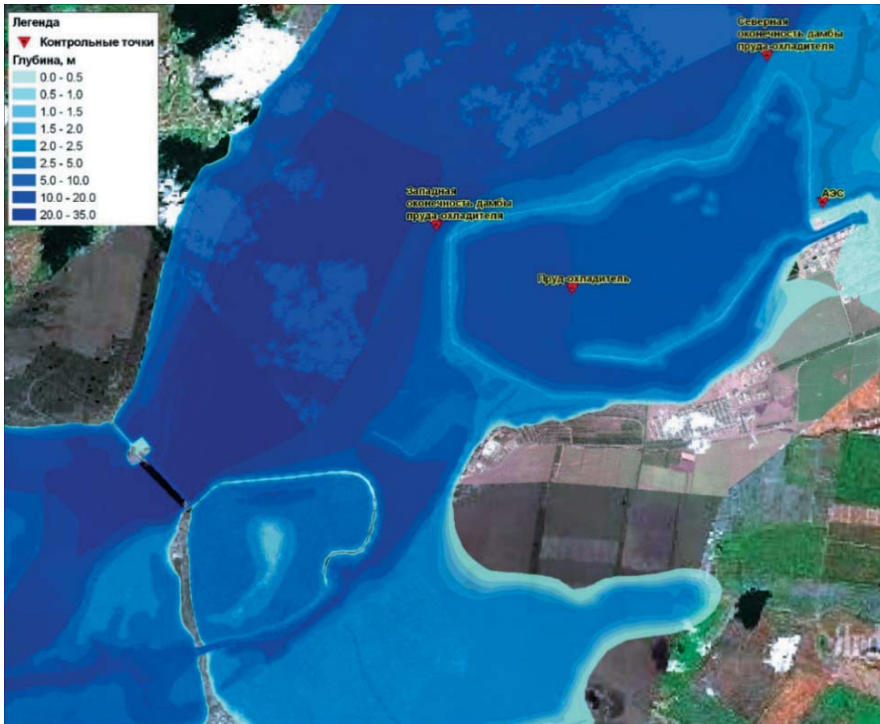 Легенда
Контрольные точки
Глубина, м
0.0 - 0.5
0.5 - 1.0
1.0 - 1.5
1.5 - 2.0
2.0 - 2.5
2.5 - 5.0
5.0 - 10.0
10.0 - 20.0
20.0 - 35.0
Северная
оконечность дамбы
пруда-охладителя
АЭС
Западная
оконечность дамбы
пруда-охладителя
Пруд-охладитель